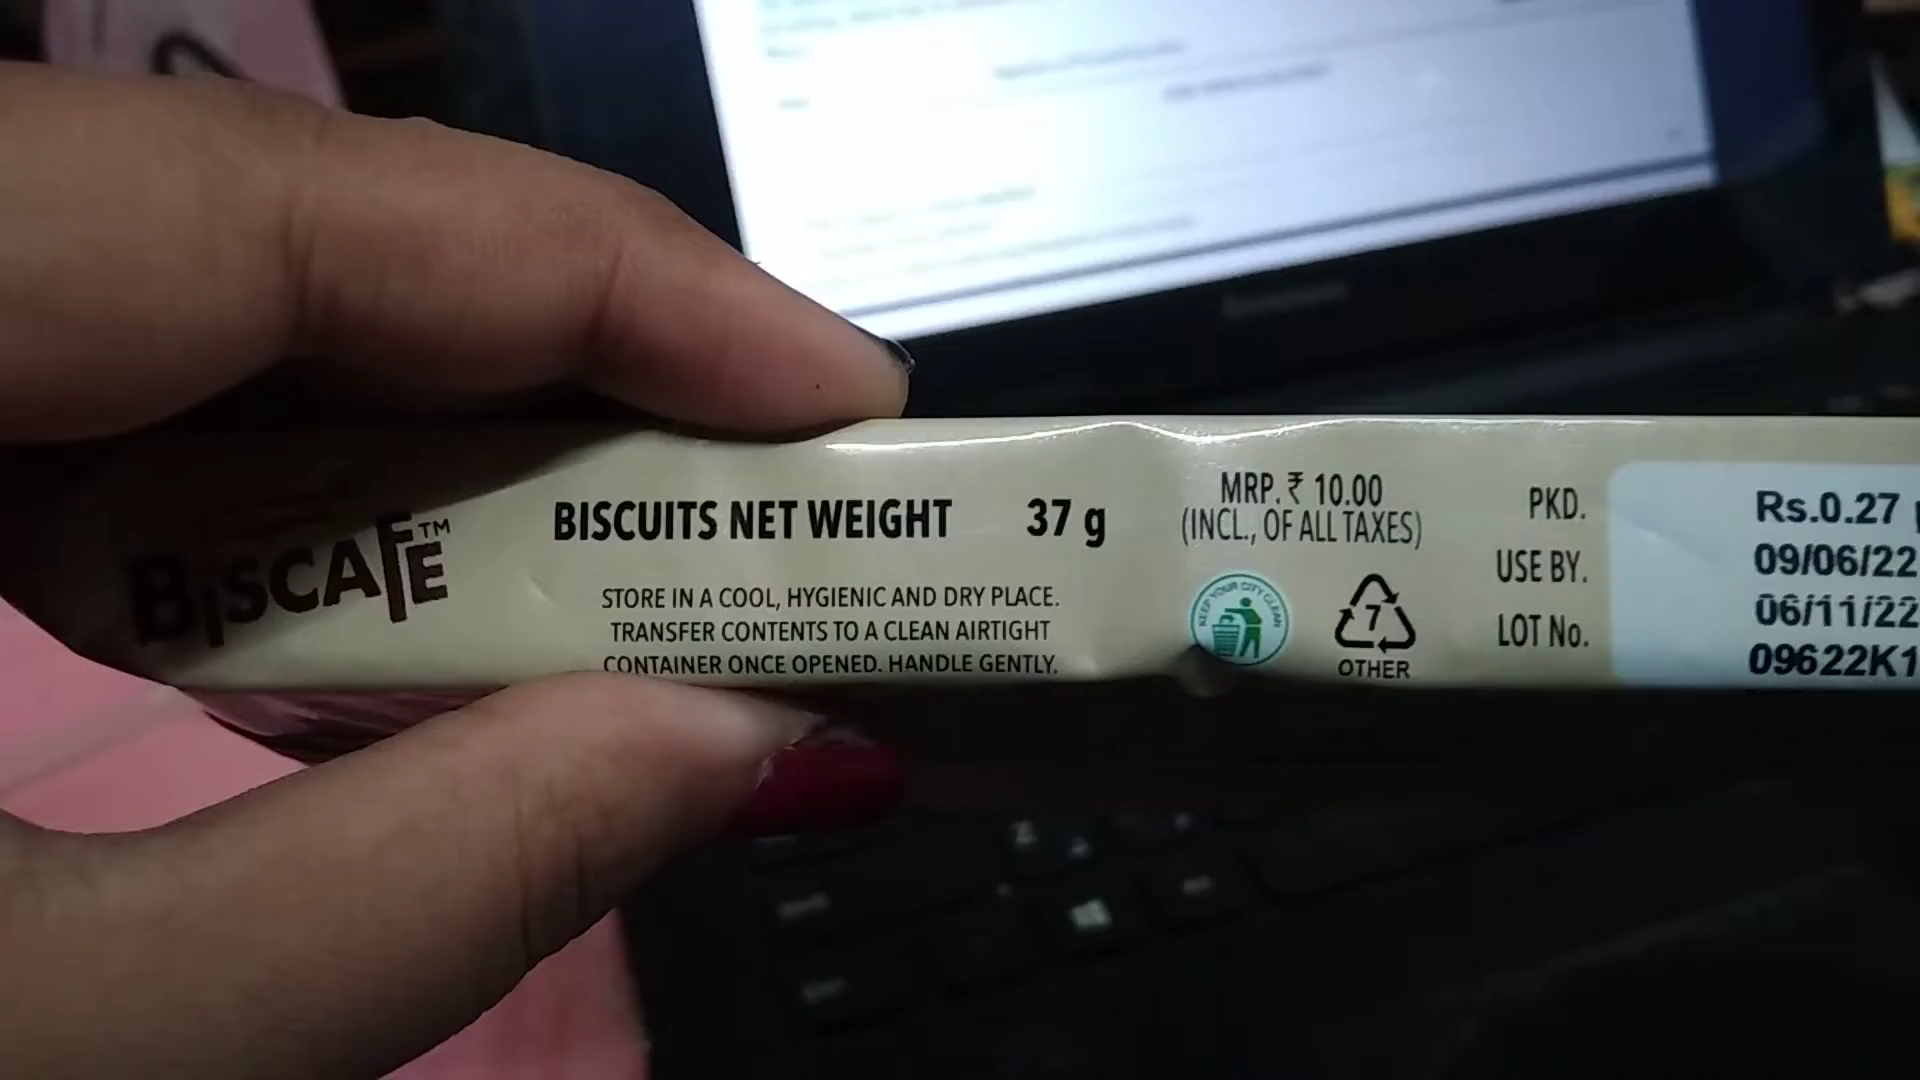 BISCAFE™
BISCUITS NET WEIGHT 37 g
STORE IN A COOL, HYGIENIC AND DRY PLACE.
TRANSFER CONTENTS TO A CLEAN AIRTIGHT
CONTAINER ONCE OPENED. HANDLE GENTLY.
MRP. ₹ 10.00
(INCL., OF ALL TAXES)
KEEP YOUR CITY CLEAN
7
OTHER
PKD.
USE BY.
LOT No.
Rs.0.27
09/06/22
06/11/22
09622K1